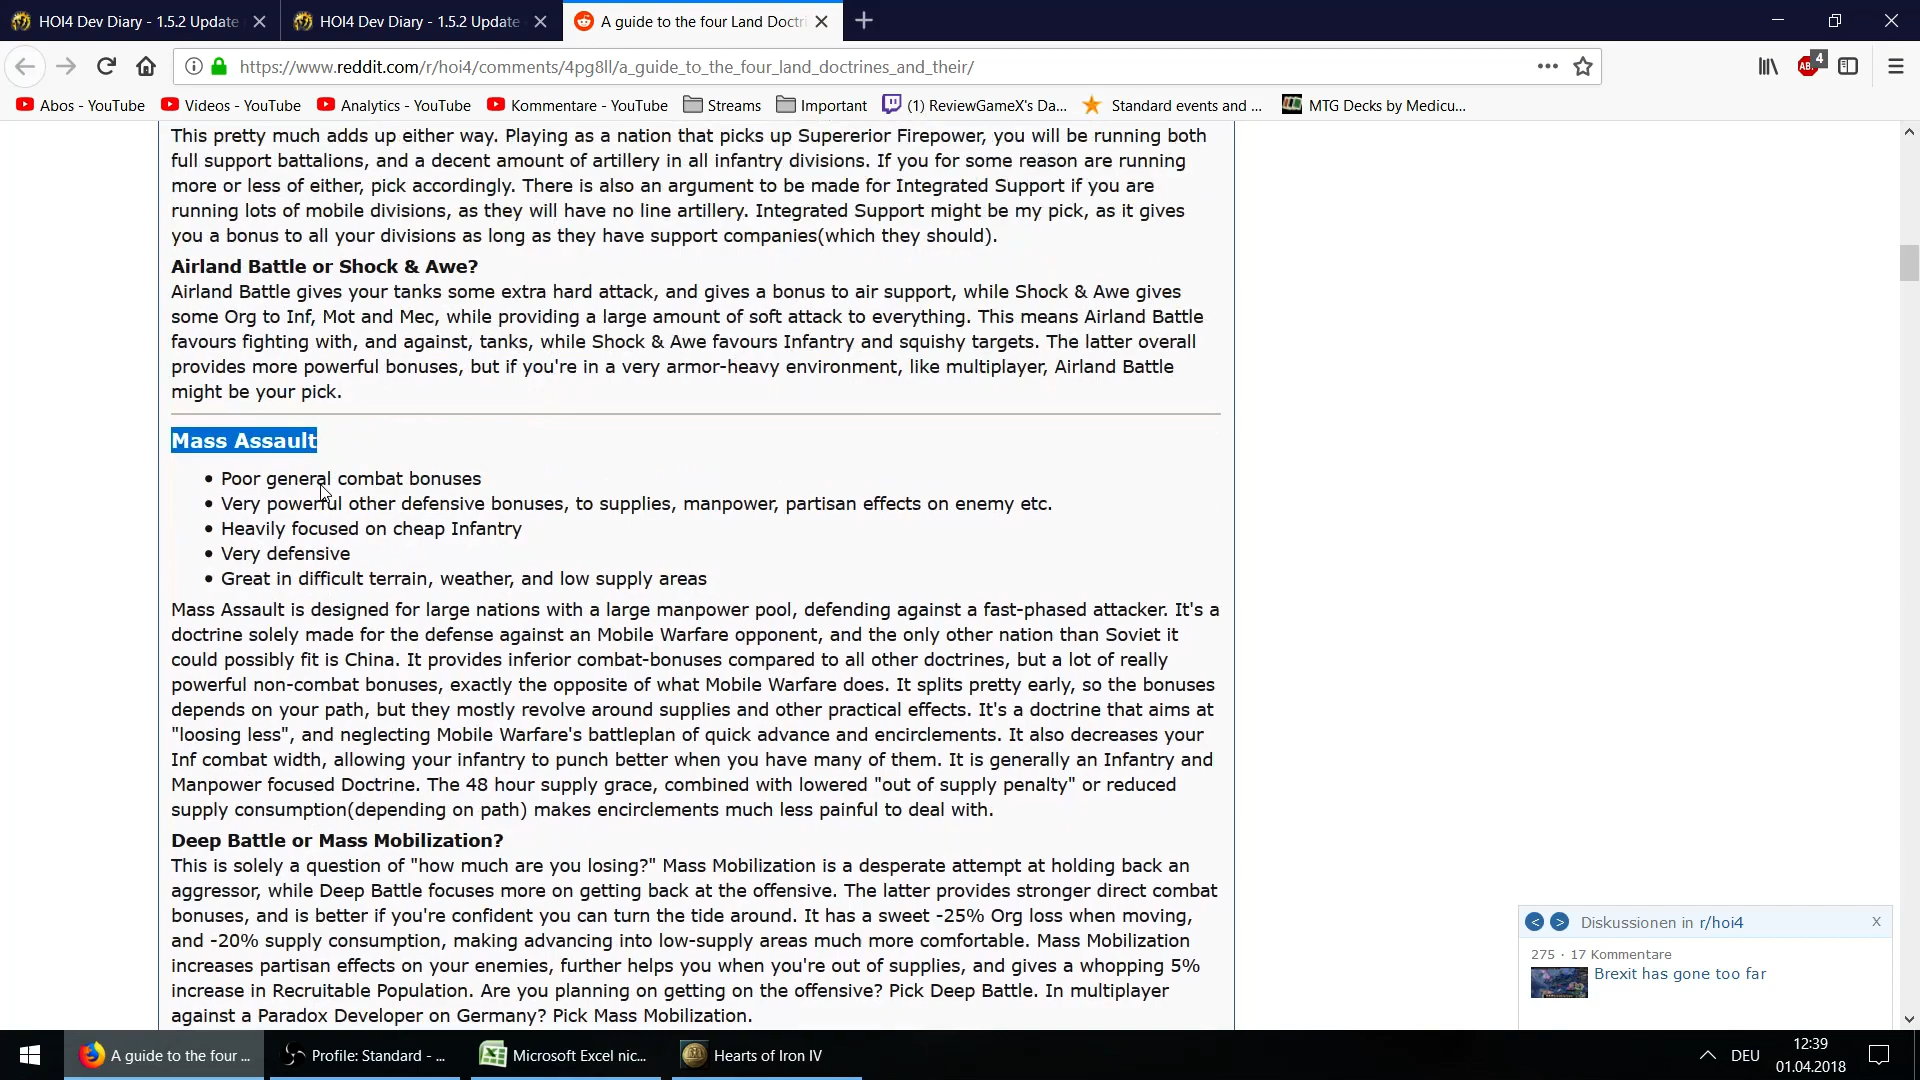 HOI4 Dev Diary - 1.5.2 Update
HOI4 Dev Diary - 1.5.2 Update
A guide to the four Land Doctri
https://www.reddit.com/r/hoi4/comments/4pg8ll/a_guide_to_the_four_land_doctrines_and_their/
ABP 4
Abos - YouTube
Videos - YouTube
Analytics - YouTube
Kommentare - YouTube
Streams
Important
(1) ReviewGameX's Da...
Standard events and ...
MTG Decks by Medicu...
This pretty much adds up either way. Playing as a nation that picks up Supererior Firepower, you will be running both
full support battalions, and a decent amount of artillery in all infantry divisions. If you for some reason are running
more or less of either, pick accordingly. There is also an argument to be made for Integrated Support if you are
running lots of mobile divisions, as they will have no line artillery. Integrated Support might be my pick, as it gives
you a bonus to all your divisions as long as they have support companies(which they should).
Airland Battle or Shock & Awe?
Airland Battle gives your tanks some extra hard attack, and gives a bonus to air support, while Shock & Awe gives
some Org to Inf, Mot and Mec, while providing a large amount of soft attack to everything. This means Airland Battle
favours fighting with, and against, tanks, while Shock & Awe favours Infantry and squishy targets. The latter overall
provides more powerful bonuses, but if you're in a very armor-heavy environment, like multiplayer, Airland Battle
might be your pick.
Mass Assault
• Poor general combat bonuses
• Very powerful other defensive bonuses, to supplies, manpower, partisan effects on enemy etc.
• Heavily focused on cheap Infantry
• Very defensive
• Great in difficult terrain, weather, and low supply areas
Mass Assault is designed for large nations with a large manpower pool, defending against a fast-phased attacker. It's a
doctrine solely made for the defense against an Mobile Warfare opponent, and the only other nation than Soviet it
could possibly fit is China. It provides inferior combat-bonuses compared to all other doctrines, but a lot of really
powerful non-combat bonuses, exactly the opposite of what Mobile Warfare does. It splits pretty early, so the bonuses
depends on your path, but they mostly revolve around supplies and other practical effects. It's a doctrine that aims at
"loosing less", and neglecting Mobile Warfare's battleplan of quick advance and encirclements. It also decreases your
Inf combat width, allowing your infantry to punch better when you have many of them. It is generally an Infantry and
Manpower focused Doctrine. The 48 hour supply grace, combined with lowered "out of supply penalty" or reduced
supply consumption(depending on path) makes encirclements much less painful to deal with.
Deep Battle or Mass Mobilization?
This is solely a question of "how much are you losing?" Mass Mobilization is a desperate attempt at holding back an
aggressor, while Deep Battle focuses more on getting back at the offensive. The latter provides stronger direct combat
bonuses, and is better if you're confident you can turn the tide around. It has a sweet -25% Org loss when moving,
and -20% supply consumption, making advancing into low-supply areas much more comfortable. Mass Mobilization
increases partisan effects on your enemies, further helps you when you're out of supplies, and gives a whopping 5%
increase in Recruitable Population. Are you planning on getting on the offensive? Pick Deep Battle. In multiplayer
against a Paradox Developer on Germany? Pick Mass Mobilization.
< > Diskussionen in r/hoi4 X
275 · 17 Kommentare
Brexit has gone too far
A guide to the four ...
Profile: Standard - ...
Microsoft Excel nic...
Hearts of Iron IV
DEU
12:39
01.04.2018